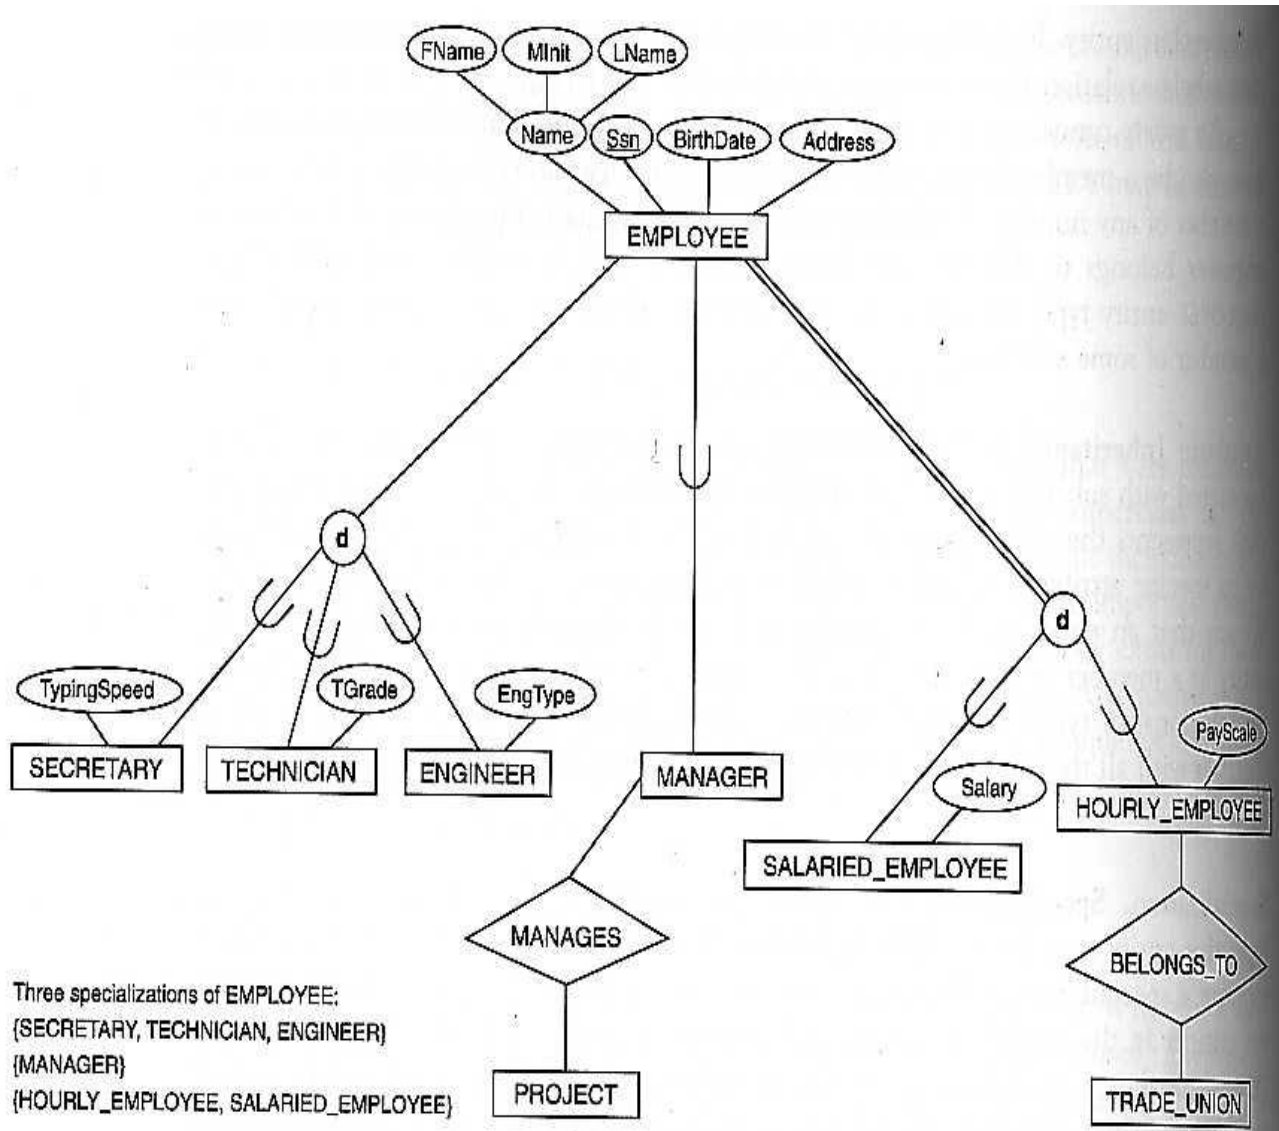 FName MInit LName
Name Ssn BirthDate Address
EMPLOYEE
d
d
TypingSpeed TGrade EngType
PayScale
SECRETARY TECHNICIAN ENGINEER MANAGER
Salary
HOURLY_EMPLOYEE
SALARIED_EMPLOYEE
MANAGES
BELONGS_TO
Three specializations of EMPLOYEE:
{SECRETARY, TECHNICIAN, ENGINEER}
{MANAGER}
{HOURLY_EMPLOYEE, SALARIED_EMPLOYEE}
PROJECT
TRADE_UNION